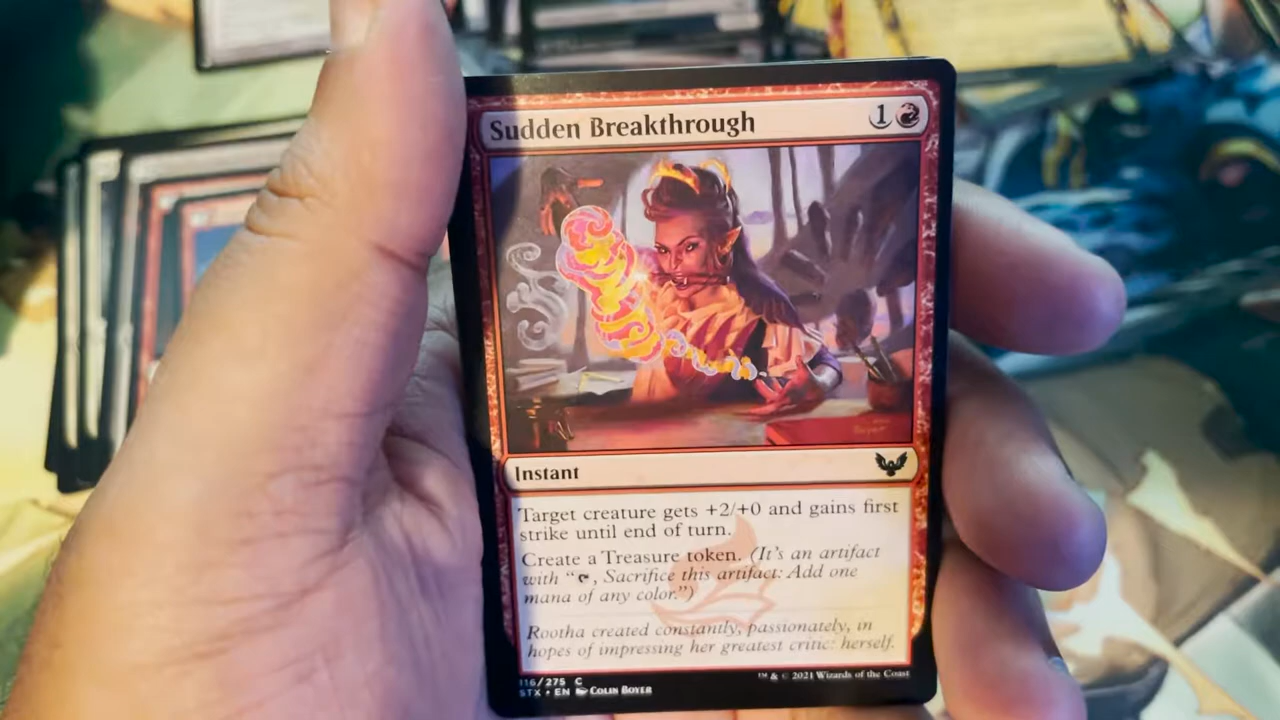 Sudden Breakthrough 1
Instant
Target creature gets +2/+0 and gains first
strike until end of turn.
Create a Treasure token. (It's an artifact
with “, Sacrifice this artifact: Add one
mana of any color.”)
Rootha created constantly, passionately, in
hopes of impressing her greatest critic: herself.
116/275 C
STX • EN Colin Boyer
™ & © 2021 Wizards of the Coast